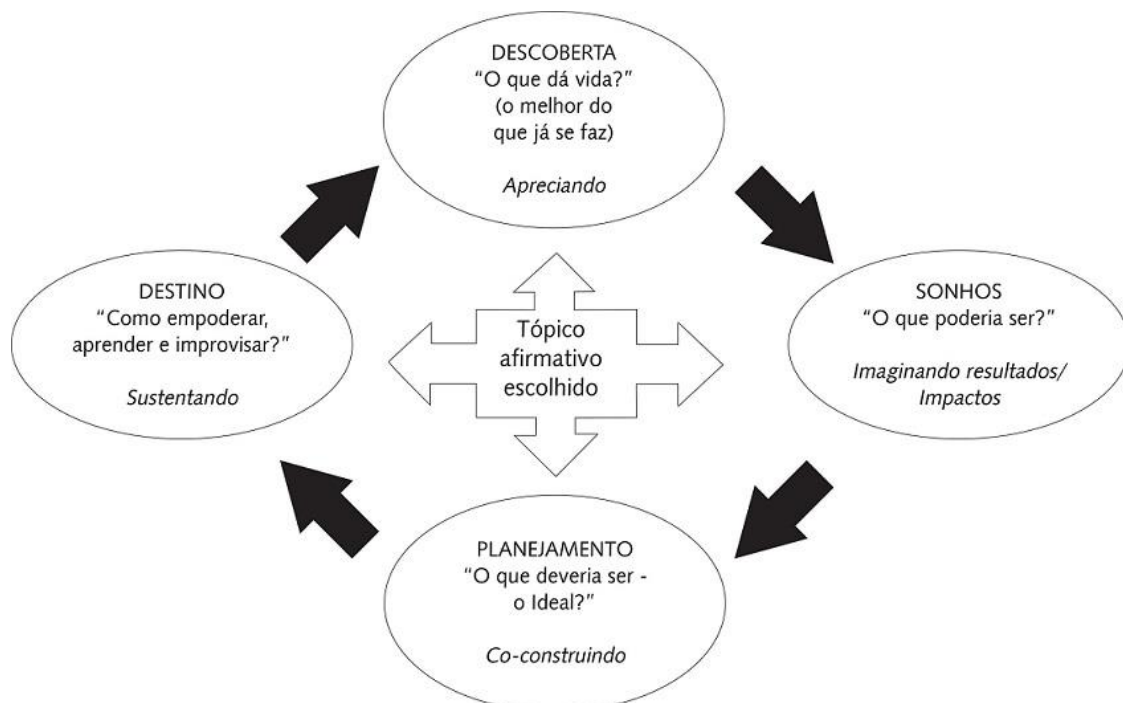 DESCOBERTA
“O que dá vida?”
(o melhor do
que já se faz)
Apreciando
DESTINO
“Como empoderar,
aprender e improvisar?”
Sustentando
Tópico
afirmativo
escolhido
SONHOS
“O que poderia ser?”
Imaginando resultados/
Impactos
PLANEJAMENTO
“O que deveria ser -
o Ideal?”
Co-construindo